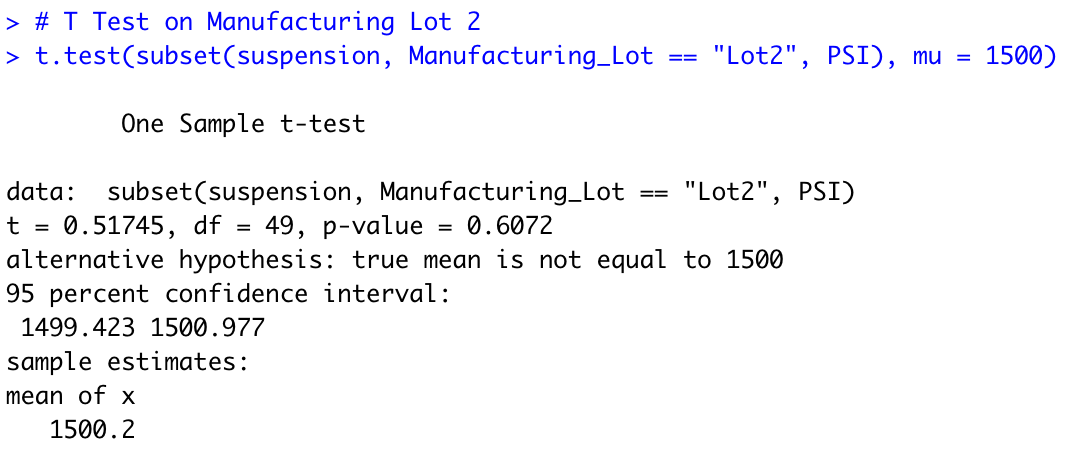 > # T Test on Manufacturing Lot 2
> t.test(subset(suspension, Manufacturing_Lot == "Lot2", PSI), mu = 1500)
One Sample t-test
data:  subset(suspension, Manufacturing_Lot == "Lot2", PSI)
t = 0.51745, df = 49, p-value = 0.6072
alternative hypothesis: true mean is not equal to 1500
95 percent confidence interval:
1499.423 1500.977
sample estimates:
mean of x
1500.2